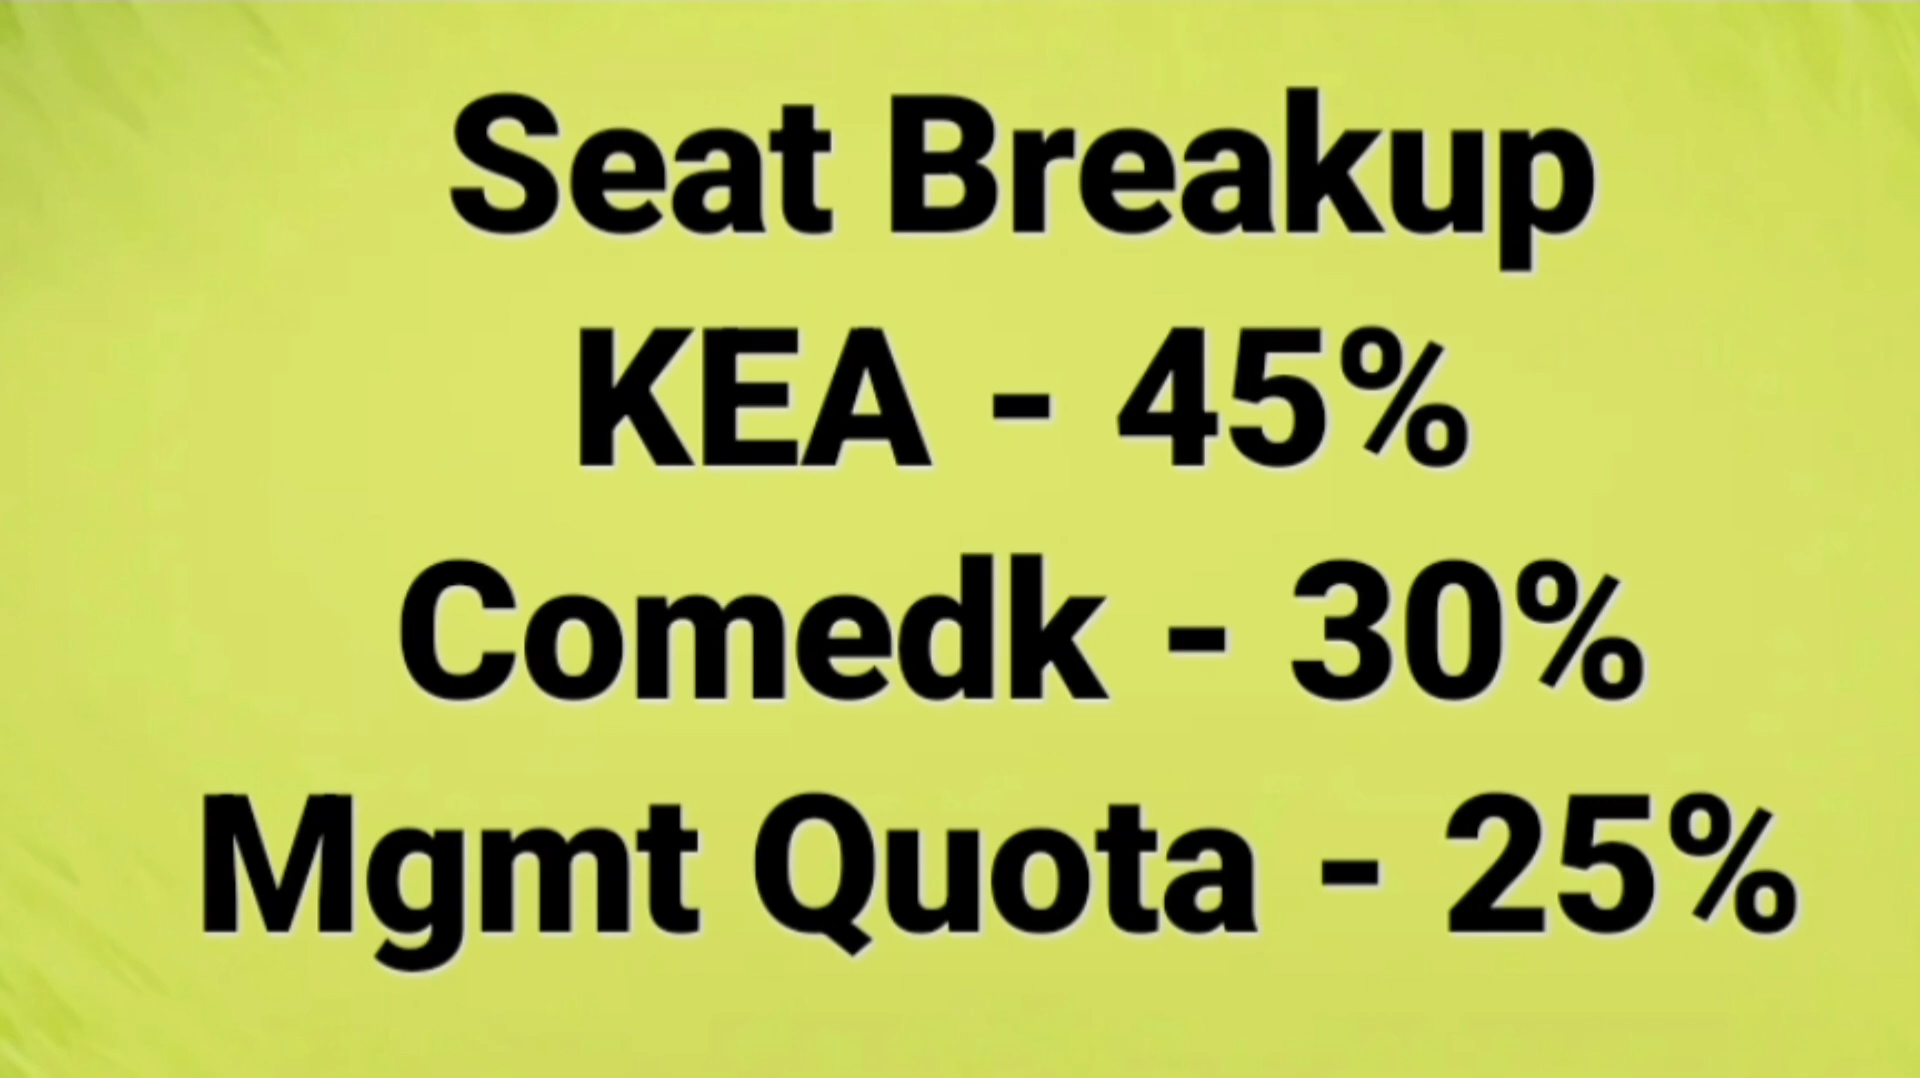 Seat Breakup
KEA - 45%
Comedk - 30%
Mgmt Quota - 25%